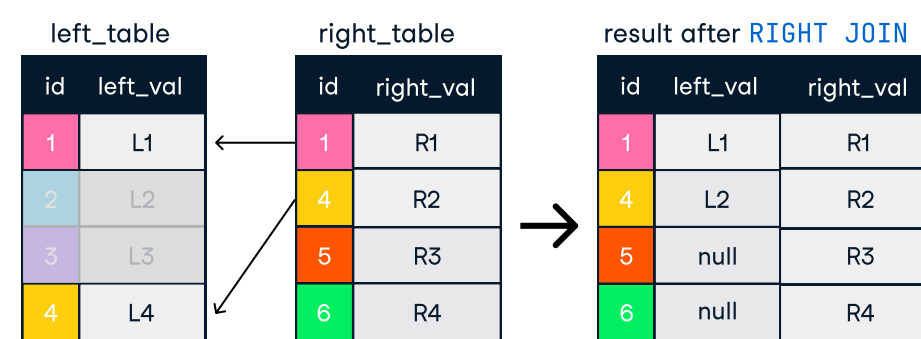 left_table right_table result after RIGHT JOIN
id left_val id right_val id left_val right_val
1 L1 1 R1 1 L1 R1
2 L2 4 R2 4 L2 R2
3 L3 5 R3 5 null R3
4 L4 6 R4 6 null R4